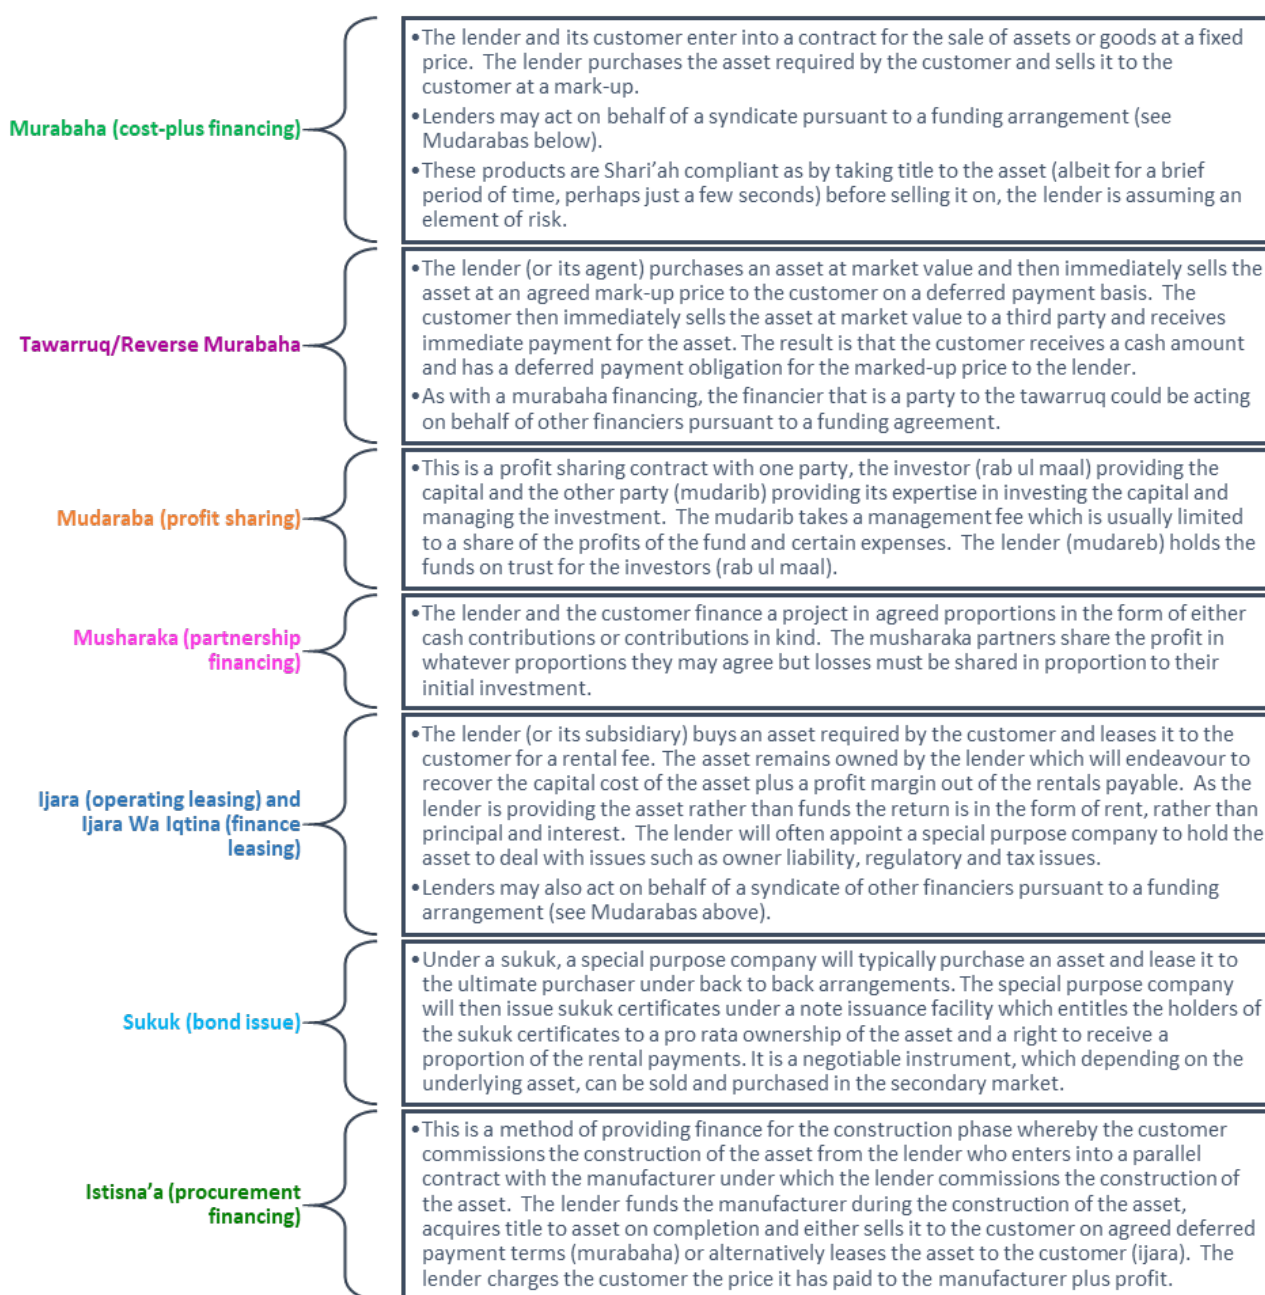 Murabaha (cost-plus financing)
•The lender and its customer enter into a contract for the sale of assets or goods at a fixed
price. The lender purchases the asset required by the customer and sells it to the
customer at a mark-up.
•Lenders may act on behalf of a syndicate pursuant to a funding arrangement (see
Mudarabas below).
•These products are Shari'ah compliant as by taking title to the asset (albeit for a brief
period of time, perhaps just a few seconds) before selling it on, the lender is assuming an
element of risk.
Tawarruq/Reverse Murabaha
•The lender (or its agent) purchases an asset at market value and then immediately sells the
asset at an agreed mark-up price to the customer on a deferred payment basis. The
customer then immediately sells the asset at market value to a third party and receives
immediate payment for the asset. The result is that the customer receives a cash amount
and has a deferred payment obligation for the marked-up price to the lender.
•As with a murabaha financing, the financier that is a party to the tawarruq could be acting
on behalf of other financiers pursuant to a funding agreement.
Mudaraba (profit sharing)
•This is a profit sharing contract with one party, the investor (rab ul maal) providing the
capital and the other party (mudarib) providing its expertise in investing the capital and
managing the investment. The mudarib takes a management fee which is usually limited
to a share of the profits of the fund and certain expenses. The lender (mudareb) holds the
funds on trust for the investors (rab ul maal).
Musharaka (partnership
financing)
•The lender and the customer finance a project in agreed proportions in the form of either
cash contributions or contributions in kind. The musharaka partners share the profit in
whatever proportions they may agree but losses must be shared in proportion to their
initial investment.
Ijara (operating leasing) and
Ijara Wa Iqtina (finance
leasing)
•The lender (or its subsidiary) buys an asset required by the customer and leases it to the
customer for a rental fee. The asset remains owned by the lender which will endeavour to
recover the capital cost of the asset plus a profit margin out of the rentals payable. As the
lender is providing the asset rather than funds the return is in the form of rent, rather than
principal and interest. The lender will often appoint a special purpose company to hold the
asset to deal with issues such as owner liability, regulatory and tax issues.
•Lenders may also act on behalf of a syndicate of other financiers pursuant to a funding
arrangement (see Mudarabas above).
Sukuk (bond issue)
•Under a sukuk, a special purpose company will typically purchase an asset and lease it to
the ultimate purchaser under back to back arrangements. The special purpose company
will then issue sukuk certificates under a note issuance facility which entitles the holders of
the sukuk certificates to a pro rata ownership of the asset and a right to receive a
proportion of the rental payments. It is a negotiable instrument, which depending on the
underlying asset, can be sold and purchased in the secondary market.
Istisna'a (procurement
financing)
•This is a method of providing finance for the construction phase whereby the customer
commissions the construction of the asset from the lender who enters into a parallel
contract with the manufacturer under which the lender commissions the construction of
the asset. The lender funds the manufacturer during the construction of the asset,
acquires title to asset on completion and either sells it to the customer on agreed deferred
payment terms (murabaha) or alternatively leases the asset to the customer (ijara). The
lender charges the customer the price it has paid to the manufacturer plus profit.